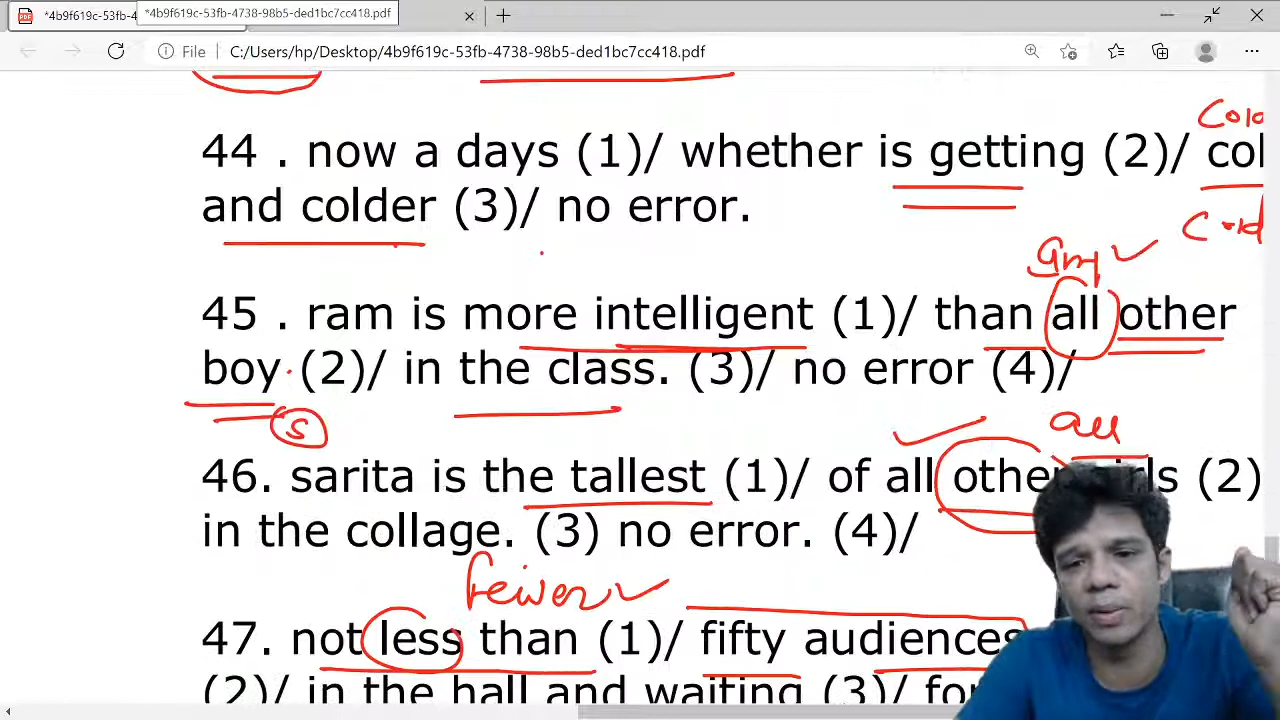 *4b9f619c-53fb-4
*4b9f619c-53fb-4738-98b5-ded1bc7cc418.pdf
File C:/Users/hp/Desktop/4b9f619c-53fb-4738-98b5-ded1bc7cc418.pdf
44 . now a days (1)/ whether is getting (2)/ col
and colder (3)/ no error.
Any
45 . ram is more intelligent (1)/ than all other
boy (2)/ in the class. (3)/ no error (4)/
s
all
46. sarita is the tallest (1)/ of all other girls (2)
in the collage. (3) no error. (4)/
fewer
47. not less than (1)/ fifty audiences
(2)/ in the hall and waiting (3)/ for